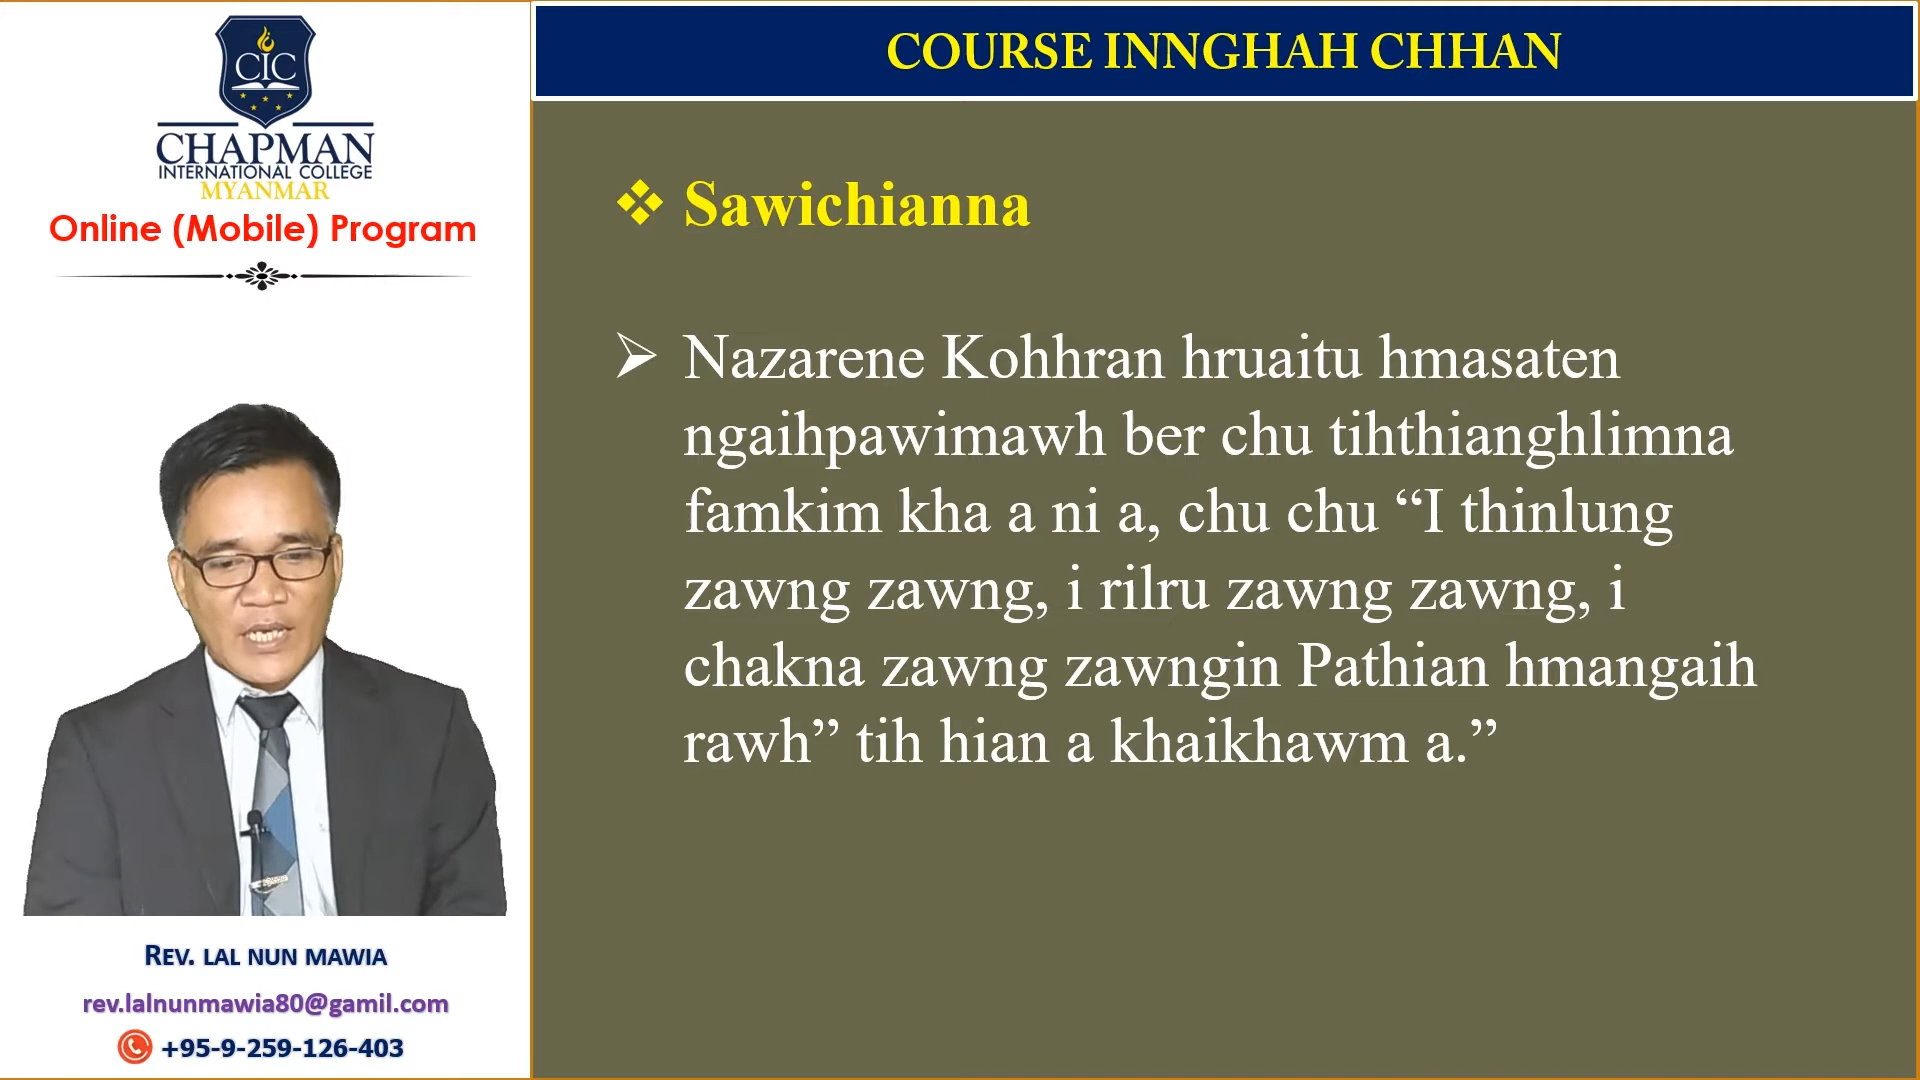 CIC
CHAPMAN
INTERNATIONAL COLLEGE
MYANMAR
Online (Mobile) Program
REV. LAL NUN MAWIA
rev.lalnunmawia80@gamil.com
+95-9-259-126-403
COURSE INNGHAH CHHAN
Sawichianna
Nazarene Kohhran hruaitu hmasaten
ngaihpawimawh ber chu tihthianghlimna
famkim kha a ni a, chu chu “I thinlung
zawng zawng, i rilru zawng zawng, i
chakna zawng zawngin Pathian hmangaih
rawh” tih hian a khaikhawm a.”